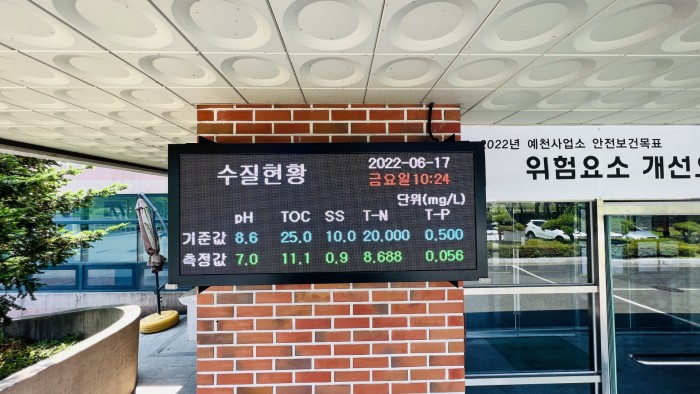 수질현황
2022-06-17
금요일 10:24
단위(mg/L)
pH TOC SS T-N T-P
기준값 8.6 25.0 10.0 20.000 0.500
측정값 7.0 11.1 0.9 8.688 0.056
2022년 예천사업소 안전보건목표
위험요소 개선